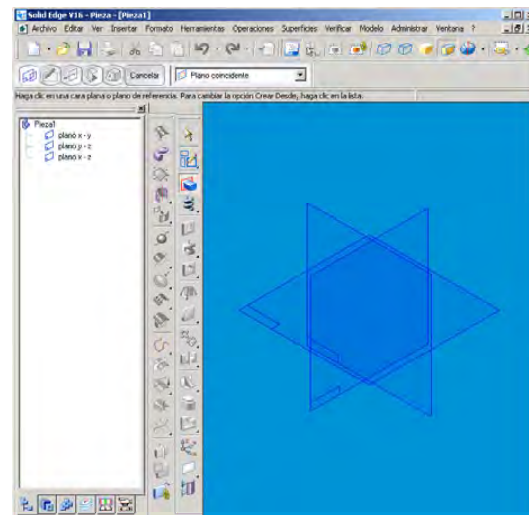 Solid Edge V16 - Pieza - [Pieza1]
Archivo Editar Ver Insertar Formato Herramientas Operaciones Superficies Verificar Modelo Administrar Ventana ?
Cancelar Plano coincidente
Haga clic en una cara plana o plano de referencia. Para cambiar la opción Crear Desde, haga clic en la lista.
Pieza1
plano x - y
plano y - z
plano x - z